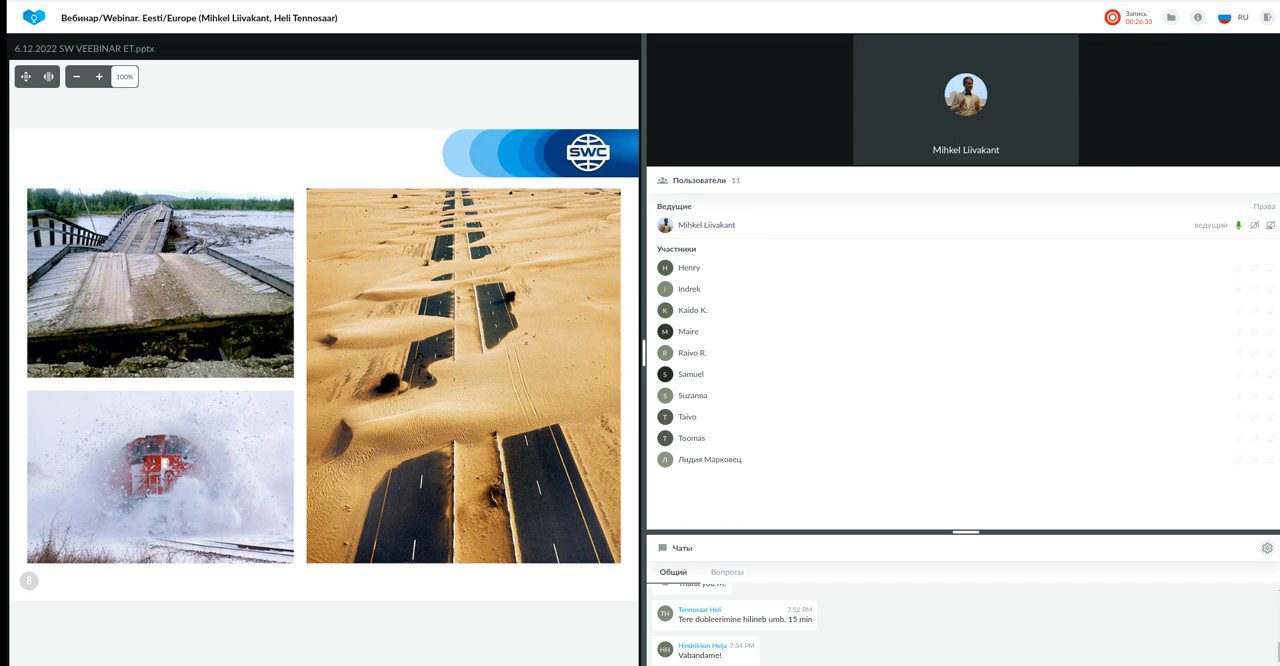 Вебинар/Webinar. Eesti/Europe (Mihkel Liivakant, Heli Tennosaar)
Запись
00:26:33
RU
6.12.2022 SW VEEBINAR ET.pptx
100%
SWC
8
Mihkel Liivakant
Пользователи 11
Ведущие Права
Mihkel Liivakant ведущий
Участники
H Henry
I Indrek
K Kaido K.
M Maire
R Raivo R.
S Samuel
S Suzanna
T Taivo
T Toomas
Л Лидия Марковец
Чаты
Общий Вопросы
Thank you M.
Tennosaar Heli 7:52 PM
TH Tere dubleerimine hilineb umb. 15 min
Hindrikson Helja 7:54 PM
HH Vabandame!